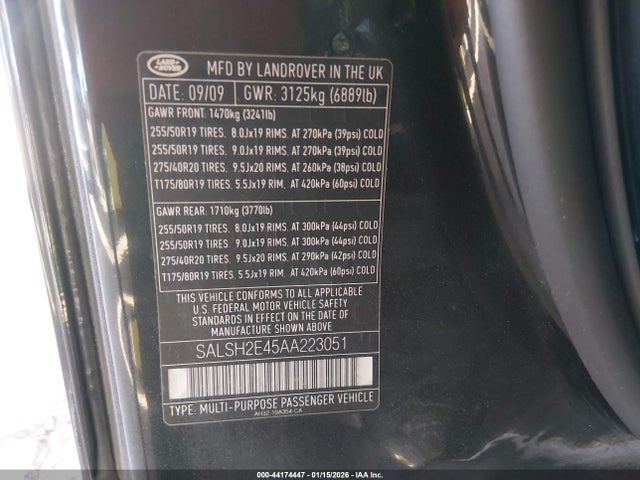 LAND
ROVER
MFD BY LANDROVER IN THE UK
DATE: 09/09 GWR: 3125kg (6889lb)
GAWR FRONT: 1470kg (3241lb)
255/50R19 TIRES. 8.0Jx19 RIMS. AT 270kPa (39psi) COLD
255/50R19 TIRES. 9.0Jx19 RIMS. AT 270kPa (39psi) COLD
275/40R20 TIRES. 9.5Jx20 RIMS. AT 260kPa (38psi) COLD
T175/80R19 TIRES. 5.5Jx19 RIM. AT 420kPa (60psi) COLD
GAWR REAR: 1710kg (3770lb)
255/50R19 TIRES. 8.0Jx19 RIMS. AT 300kPa (44psi) COLD
255/50R19 TIRES. 9.0Jx19 RIMS. AT 300kPa (44psi) COLD
275/40R20 TIRES. 9.5Jx20 RIMS. AT 290kPa (42psi) COLD
T175/80R19 TIRES. 5.5Jx19 RIM. AT 420kPa (60psi) COLD
THIS VEHICLE CONFORMS TO ALL APPLICABLE
U.S. FEDERAL MOTOR VEHICLE SAFETY
STANDARDS IN EFFECT ON THE DATE OF
MANUFACTURE SHOWN ABOVE.
SALSH2E45AA223051
TYPE: MULTI-PURPOSE PASSENGER VEHICLE
000-44174447 - 01/15/2026 - IAA Inc.